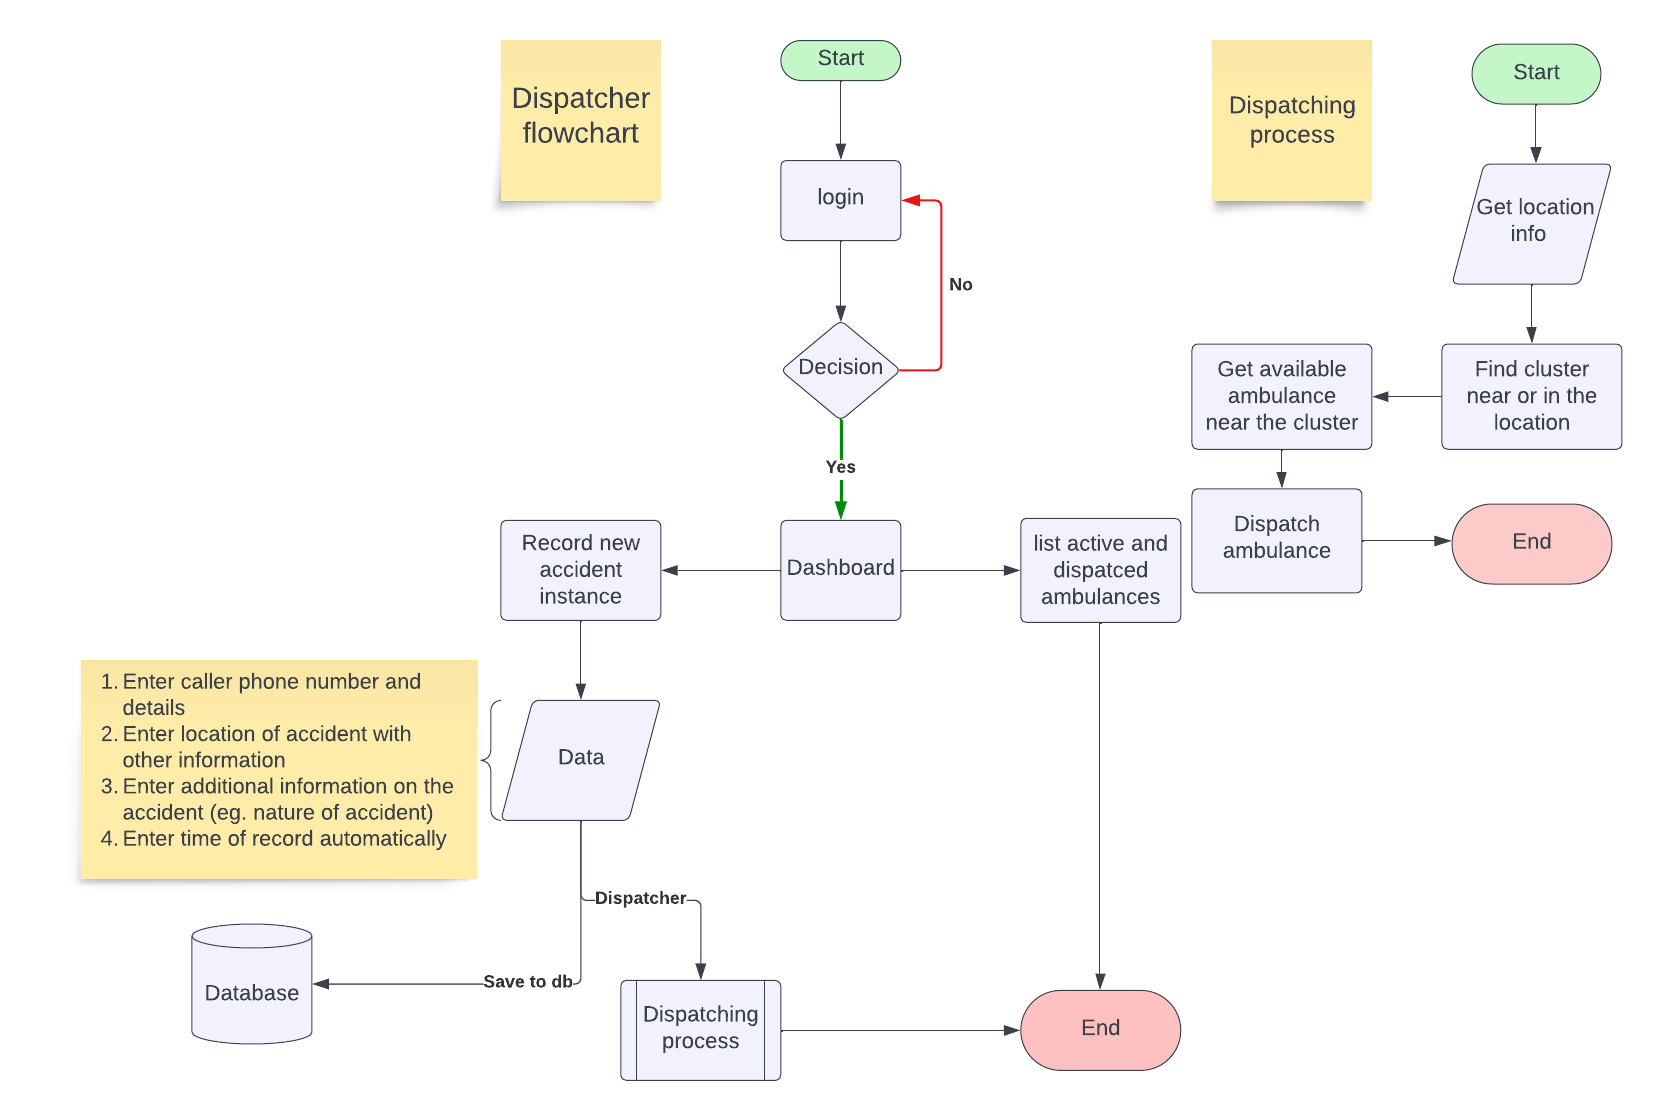 Dispatcher
flowchart
Start
login
No
Decision
Yes
Dashboard
Record new
accident
instance
list active and
dispatced
ambulances
1. Enter caller phone number and
details
2. Enter location of accident with
other information
3. Enter additional information on the
accident (eg. nature of accident)
4. Enter time of record automatically
Data
Dispatcher
Save to db
Database
Dispatching
process
End
Dispatching
process
Start
Get location
info
Find cluster
near or in the
location
Get available
ambulance
near the cluster
Dispatch
ambulance
End